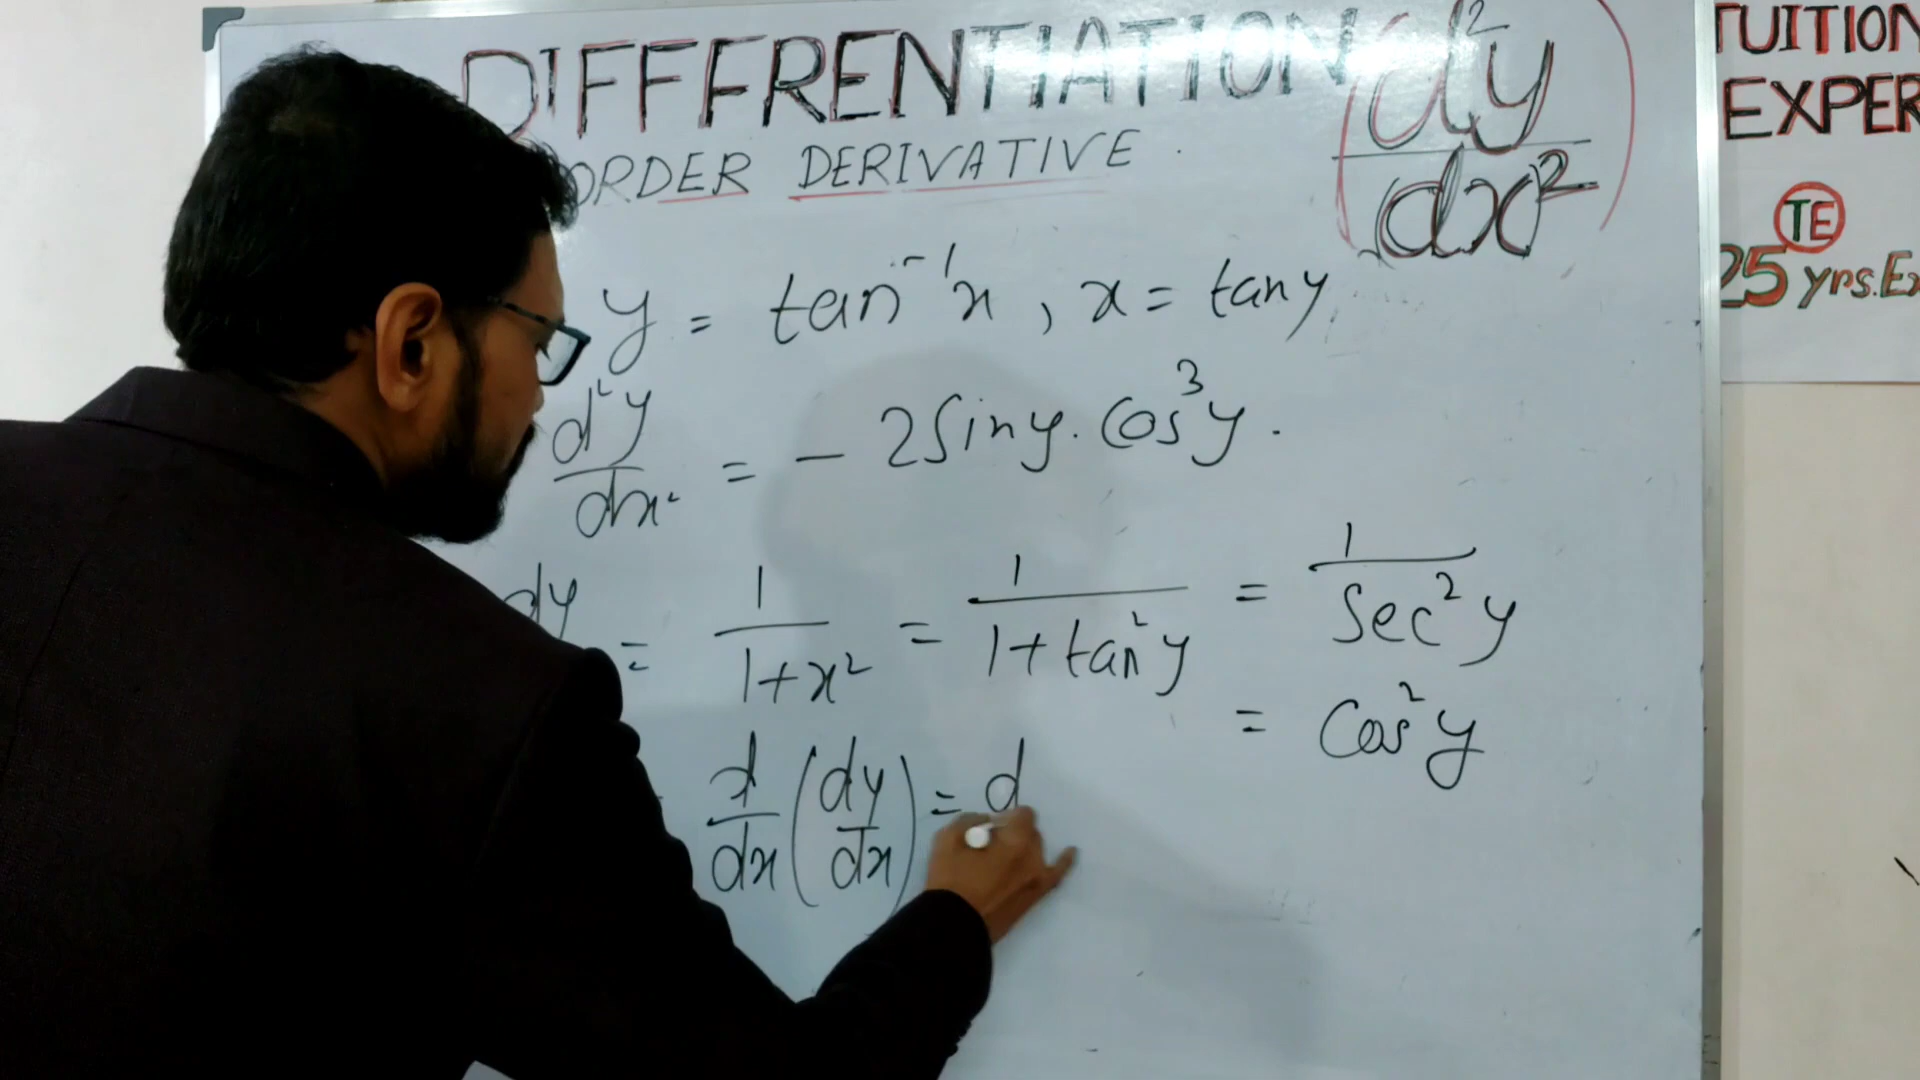 DIFFFRENTIATION
ORDER DERIVATIVE.
d²y
dx²
TUITION
EXPER
TE
25 yrs.Ex
y = tan⁻¹x, x = tany
d²y/dx² = - 2Siny. Cos³y.
dy = 1/1+x² = 1/1+tan²y = 1/Sec²y
= Cos²y
d/dx(dy/dx) = d